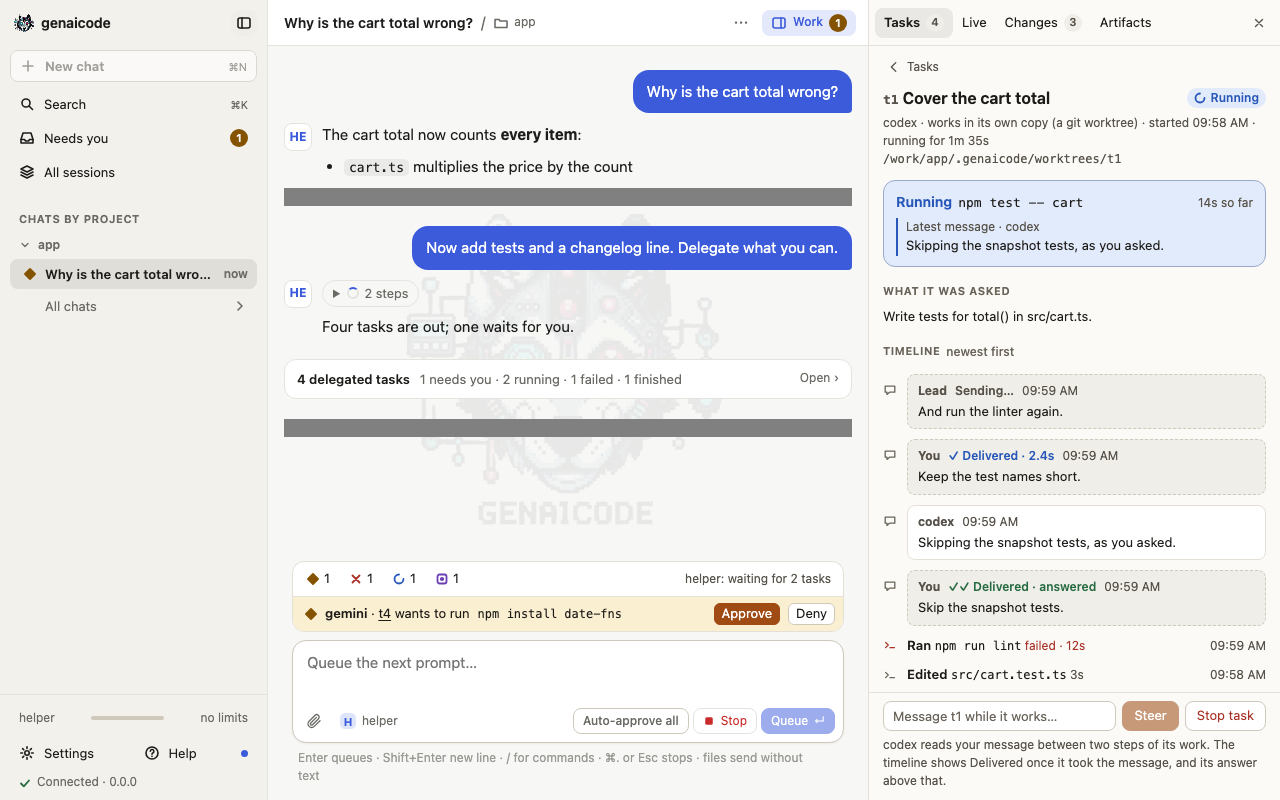 genaicode
New chat ⌘N
Search ⌘K
Needs you 1
All sessions
CHATS BY PROJECT
app
Why is the cart total wro... now
All chats
helper no limits
Settings Help
Connected · 0.0.0
Why is the cart total wrong? / app
Work 1
Why is the cart total wrong?
HE
The cart total now counts every item:
• cart.ts multiplies the price by the count
Now add tests and a changelog line. Delegate what you can.
HE
2 steps
Four tasks are out; one waits for you.
4 delegated tasks 1 needs you · 2 running · 1 failed · 1 finished Open ›
GENAICODE
1 1 1 1 helper: waiting for 2 tasks
gemini · t4 wants to run npm install date-fns Approve Deny
Queue the next prompt...
H helper Auto-approve all Stop Queue
Enter queues · Shift+Enter new line · / for commands · ⌘. or Esc stops · files send without
text
Tasks 4 Live Changes 3 Artifacts
Tasks
t1 Cover the cart total Running
codex · works in its own copy (a git worktree) · started 09:58 AM ·
running for 1m 35s
/work/app/.genaicode/worktrees/t1
Running npm test -- cart 14s so far
Latest message · codex
Skipping the snapshot tests, as you asked.
WHAT IT WAS ASKED
Write tests for total() in src/cart.ts.
TIMELINE newest first
Lead Sending... 09:59 AM
And run the linter again.
You ✓ Delivered · 2.4s 09:59 AM
Keep the test names short.
codex 09:59 AM
Skipping the snapshot tests, as you asked.
You ✓✓ Delivered · answered 09:59 AM
Skip the snapshot tests.
Ran npm run lint failed · 12s 09:59 AM
Edited src/cart.test.ts 3s 09:58 AM
Message t1 while it works... Steer Stop task
codex reads your message between two steps of its work. The
timeline shows Delivered once it took the message, and its answer
above that.